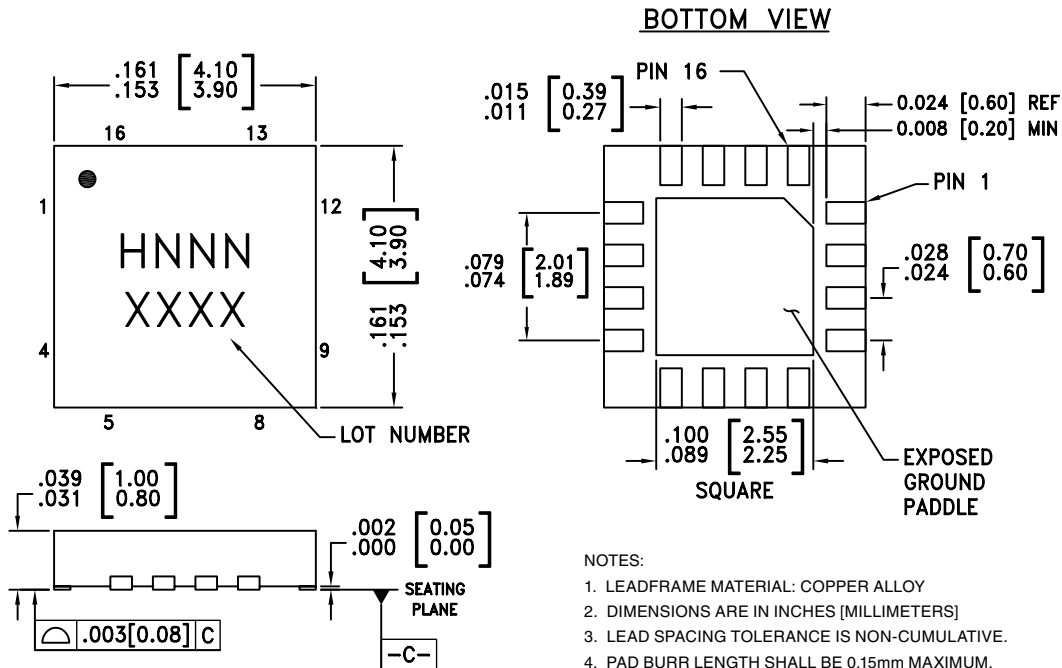 BOTTOM VIEW
.161 [4.10]
.153 [3.90]
16 13
1
12
HNNN
XXXX
4
9
5 8
LOT NUMBER
.161 [4.10]
.153 [3.90]
.015 [0.39]
.011 [0.27]
PIN 16
0.024 [0.60] REF
0.008 [0.20] MIN
PIN 1
.079 [2.01]
.074 [1.89]
.028 [0.70]
.024 [0.60]
.100 [2.55]
.089 [2.25]
SQUARE
EXPOSED
GROUND
PADDLE
.039 [1.00]
.031 [0.80]
.002 [0.05]
.000 [0.00]
SEATING
PLANE
.003[0.08] C
-C-
NOTES:
1. LEADFRAME MATERIAL: COPPER ALLOY
2. DIMENSIONS ARE IN INCHES [MILLIMETERS]
3. LEAD SPACING TOLERANCE IS NON-CUMULATIVE.
4. PAD BURR LENGTH SHALL BE 0.15mm MAXIMUM.